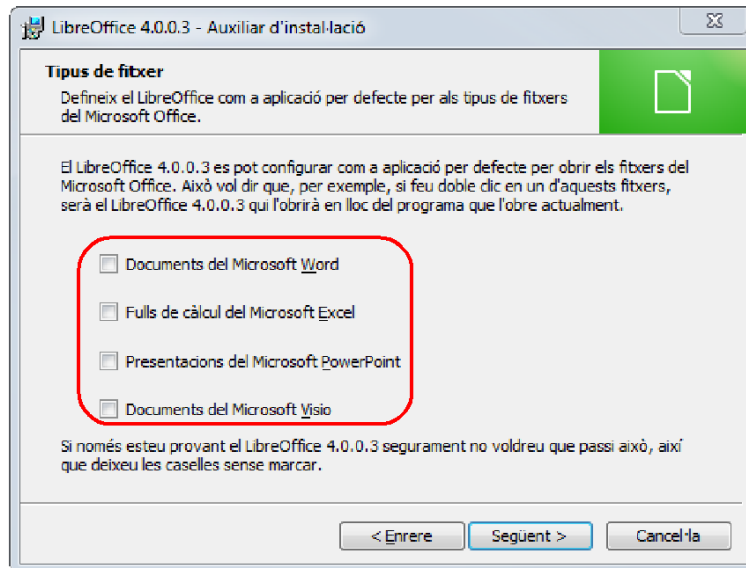 LibreOffice 4.0.0.3 - Auxiliar d'instal·lació
Tipus de fitxer
Defineix el LibreOffice com a aplicació per defecte per als tipus de fitxers
del Microsoft Office.
El LibreOffice 4.0.0.3 es pot configurar com a aplicació per defecte per obrir els fitxers del
Microsoft Office. Això vol dir que, per exemple, si feu doble clic en un d'aquests fitxers,
serà el LibreOffice 4.0.0.3 qui l'obrirà en lloc del programa que l'obre actualment.
Documents del Microsoft Word
Fulls de càlcul del Microsoft Excel
Presentacions del Microsoft PowerPoint
Documents del Microsoft Visio
Si només esteu provant el LibreOffice 4.0.0.3 segurament no voldreu que passi això, així
que deixeu les caselles sense marcar.
< Enrere
Següent >
Cancel·la